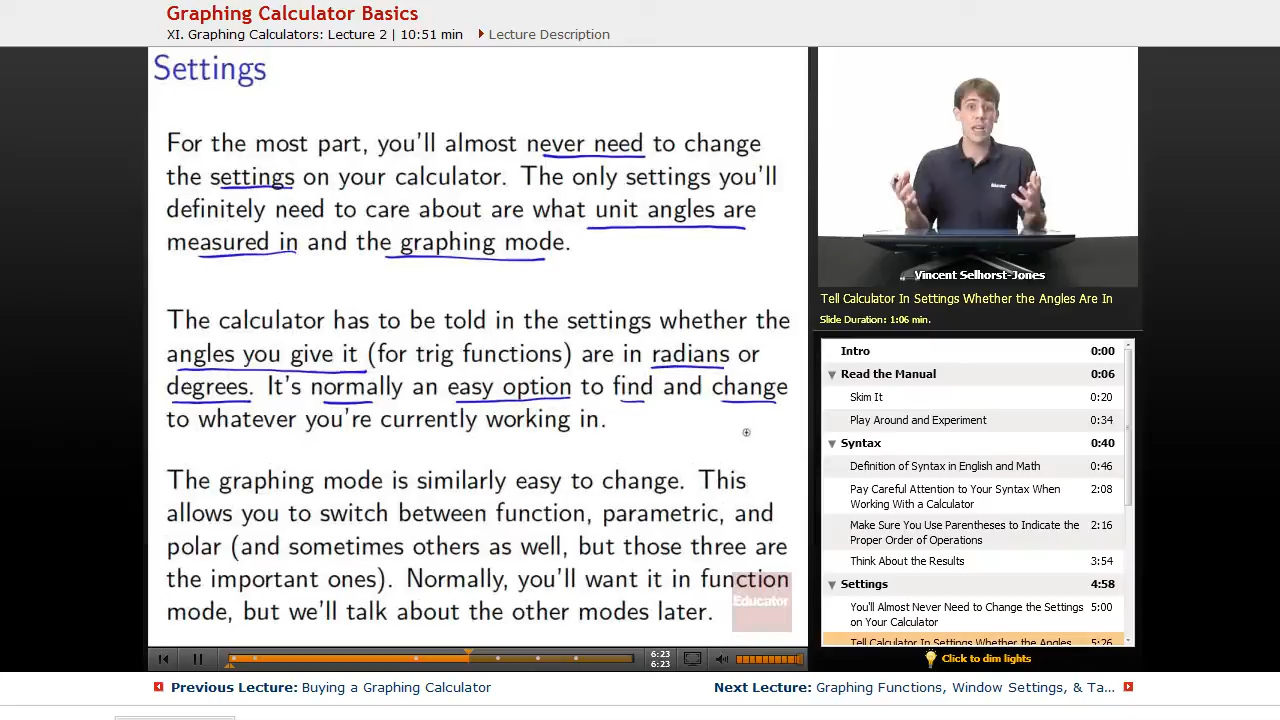 Graphing Calculator Basics
XI. Graphing Calculators: Lecture 2 | 10:51 min
Lecture Description
Settings
For the most part, you'll almost never need to change
the settings on your calculator. The only settings you'll
definitely need to care about are what unit angles are
measured in and the graphing mode.
The calculator has to be told in the settings whether the
angles you give it (for trig functions) are in radians or
degrees. It's normally an easy option to find and change
to whatever you're currently working in.
The graphing mode is similarly easy to change. This
allows you to switch between function, parametric, and
polar (and sometimes others as well, but those three are
the important ones). Normally, you'll want it in function
mode, but we'll talk about the other modes later.
Educator
Vincent Selhorst-Jones
Tell Calculator In Settings Whether the Angles Are In
Slide Duration: 1:06 min.
Intro 0:00
Read the Manual 0:06
Skim It 0:20
Play Around and Experiment 0:34
Syntax 0:40
Definition of Syntax in English and Math 0:46
Pay Careful Attention to Your Syntax When 2:08
Working With a Calculator
Make Sure You Use Parentheses to Indicate the 2:16
Proper Order of Operations
Think About the Results 3:54
Settings 4:58
You'll Almost Never Need to Change the Settings 5:00
on Your Calculator
Tell Calculator In Settings Whether the Angles 5:26
6:23
6:23
Click to dim lights
Previous Lecture: Buying a Graphing Calculator
Next Lecture: Graphing Functions, Window Settings, & Ta...